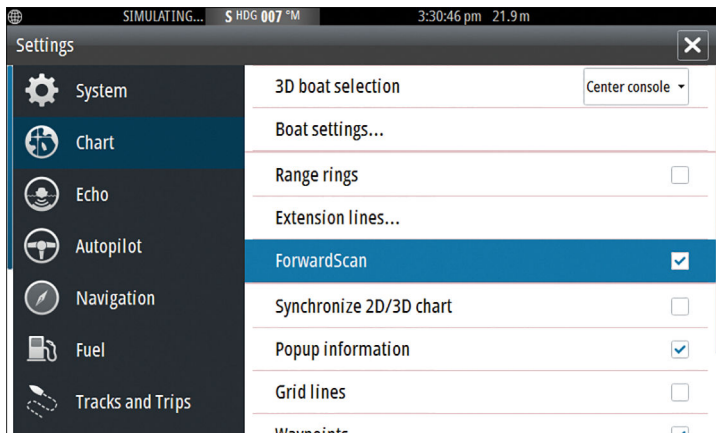 SIMULATING... S HDG 007 °M 3:30:46 pm 21.9 m
Settings
System
Chart
Echo
Autopilot
Navigation
Fuel
Tracks and Trips
3D boat selection Center console
Boat settings...
Range rings
Extension lines...
ForwardScan
Synchronize 2D/3D chart
Popup information
Grid lines
Waypoints